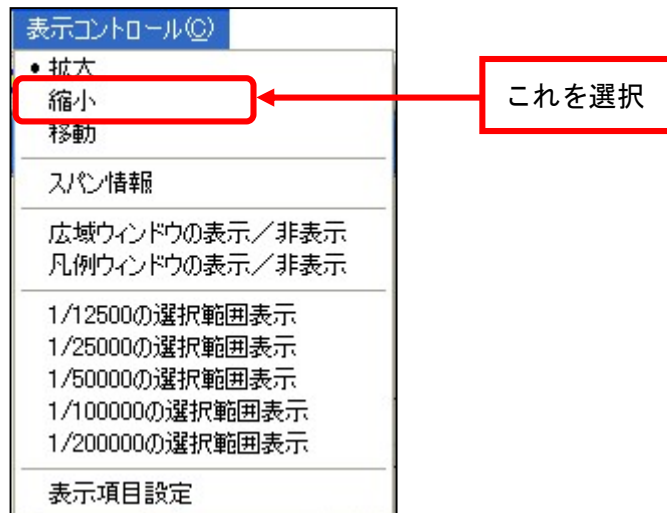 表示コントロール(C)
• 拡大
縮小
これを選択
移動
スパン情報
広域ウィンドウの表示／非表示
凡例ウィンドウの表示／非表示
1/12500の選択範囲表示
1/25000の選択範囲表示
1/50000の選択範囲表示
1/100000の選択範囲表示
1/200000の選択範囲表示
表示項目設定